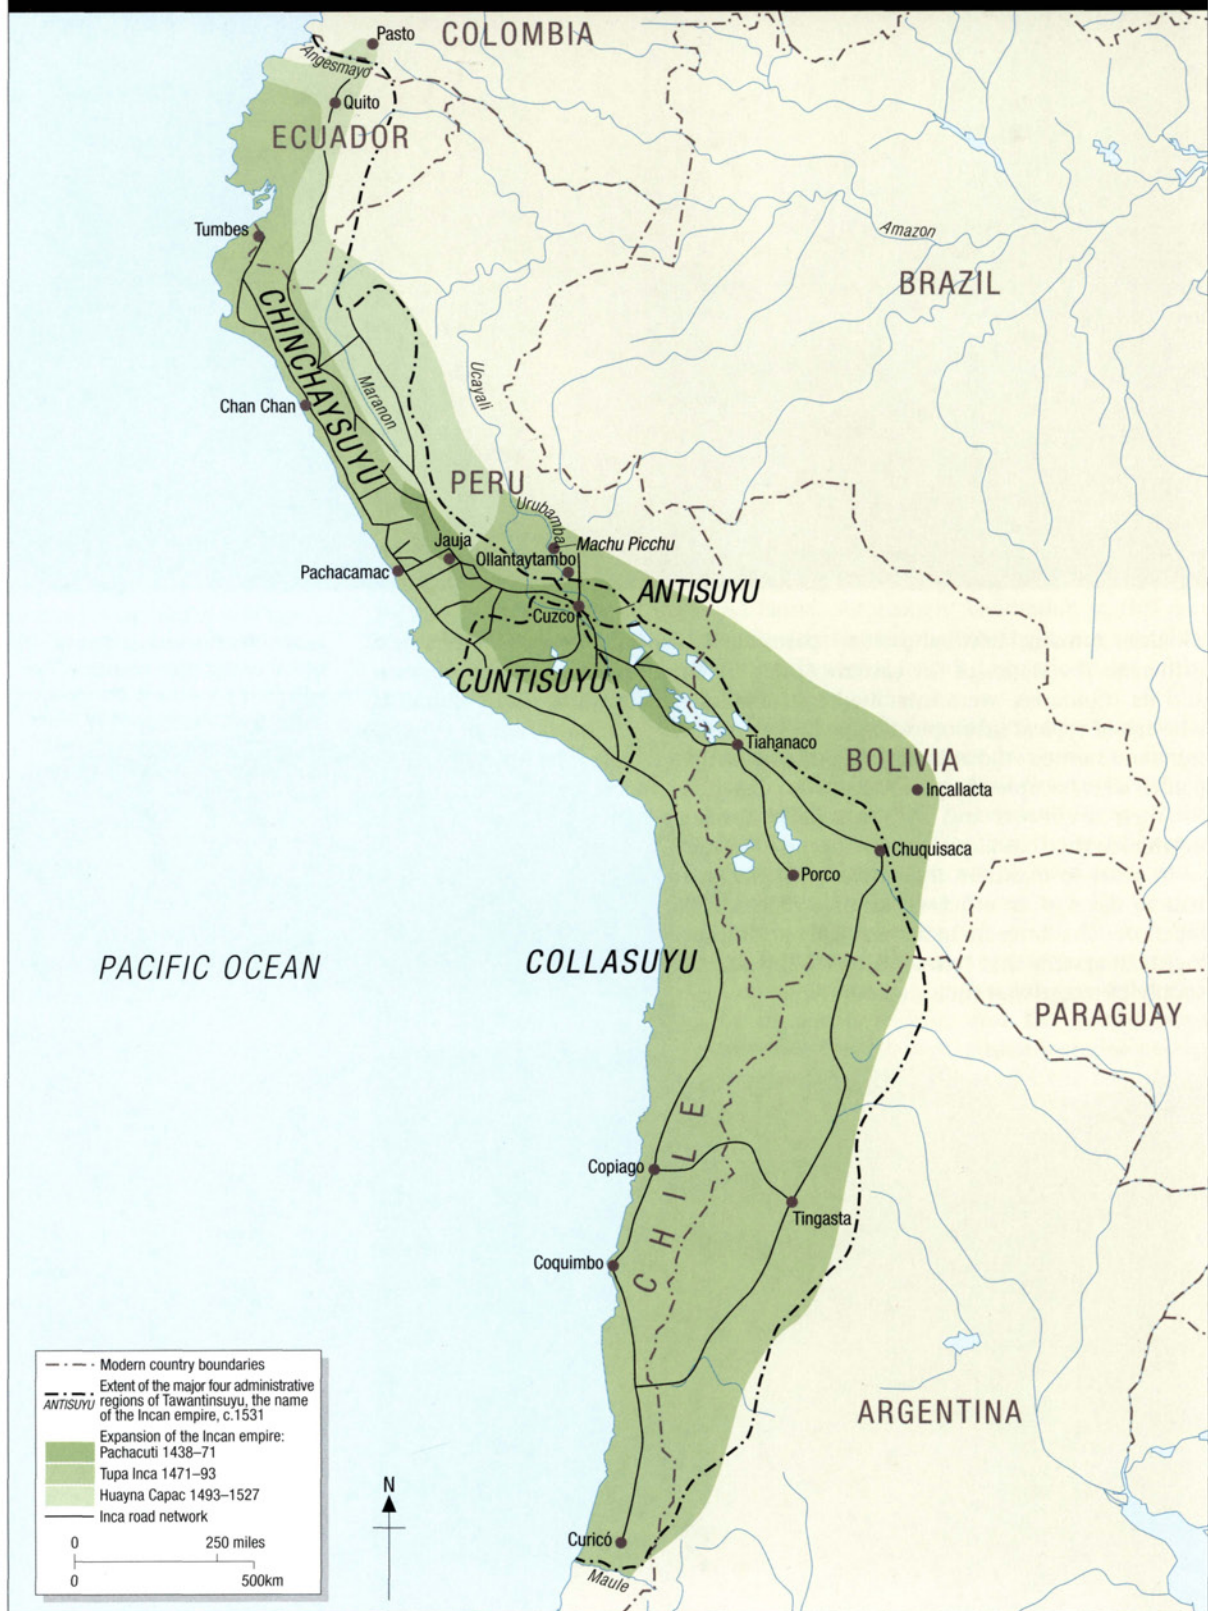 Pasto
COLOMBIA
Angesmayo
Quito
ECUADOR
Tumbes
Amazon
BRAZIL
CHINCHAYSUYU
Ucayali
Maranon
Chan Chan
PERU
Urubamba
Jauja
Machu Picchu
Ollantaytambo
Pachacamac
ANTISUYU
Cuzco
CUNTISUYU
Tiahanaco
BOLIVIA
Incallacta
Chuquisaca
Porco
PACIFIC OCEAN
COLLASUYU
PARAGUAY
CHILE
Copiago
Tingasta
Coquimbo
ARGENTINA
Curicó
Maule
N
Modern country boundaries
Extent of the major four administrative
ANTISUYU regions of Tawantinsuyu, the name
of the Incan empire, c.1531
Expansion of the Incan empire:
Pachacuti 1438–71
Tupa Inca 1471–93
Huayna Capac 1493–1527
Inca road network
0 250 miles
0 500km